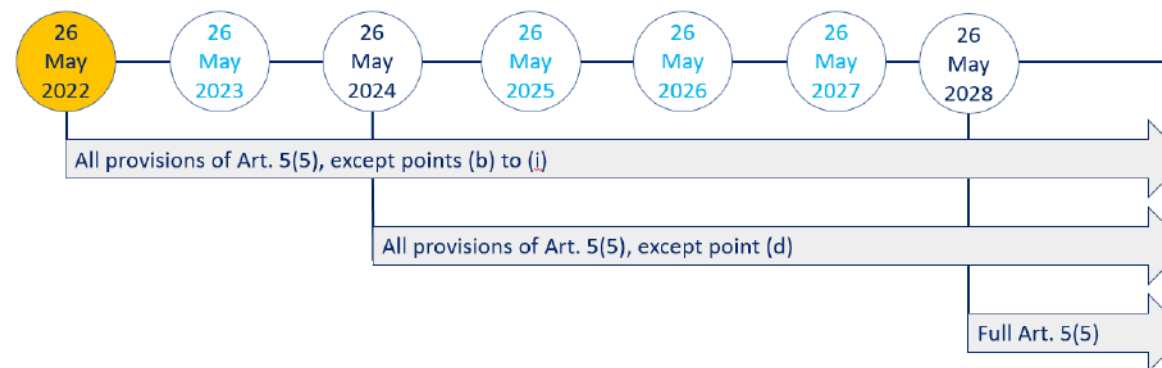 26
May
2022
26
May
2023
26
May
2024
26
May
2025
26
May
2026
26
May
2027
26
May
2028
All provisions of Art. 5(5), except points (b) to (i)
All provisions of Art. 5(5), except point (d)
Full Art. 5(5)